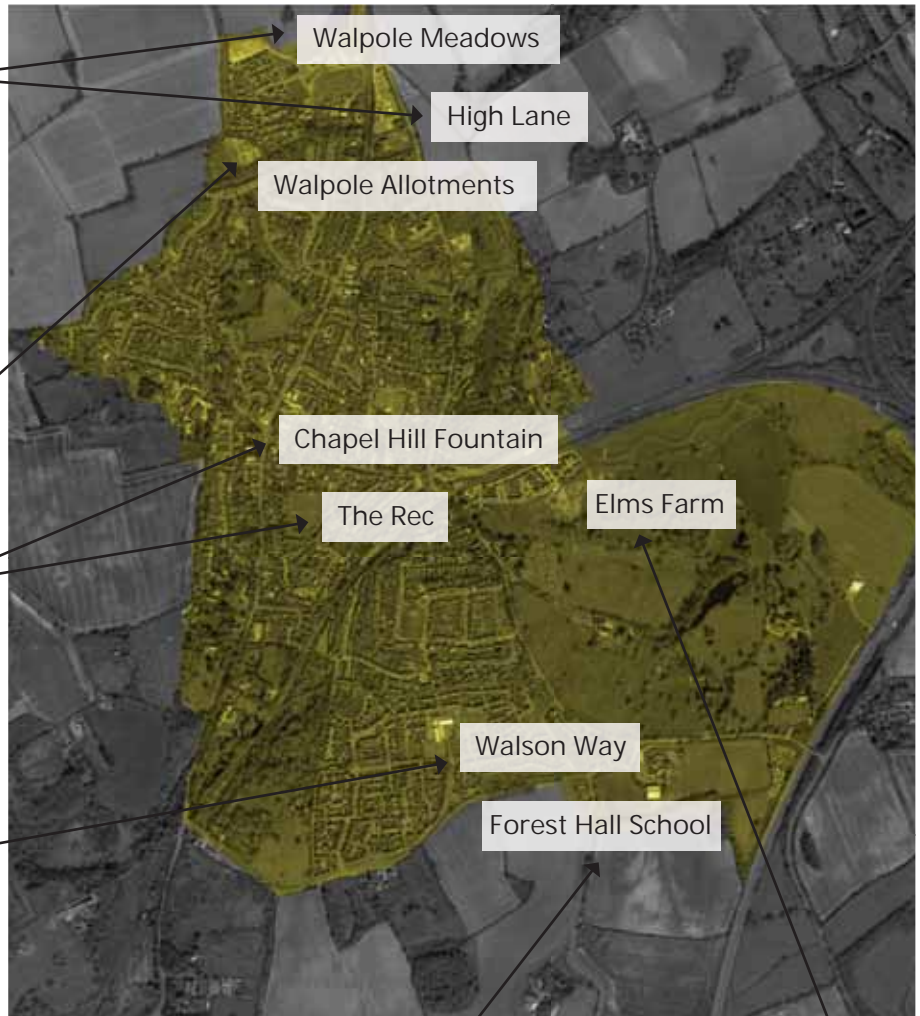 Walpole Meadows
High Lane
Walpole Allotments
Chapel Hill Fountain
The Rec
Elms Farm
Walson Way
Forest Hall School